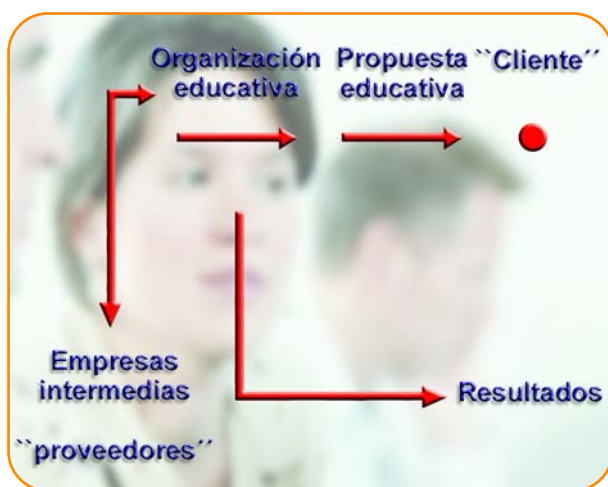 Organización
educativa
Propuesta
educativa
``Cliente´´
Empresas
intermedias
``proveedores´´
Resultados